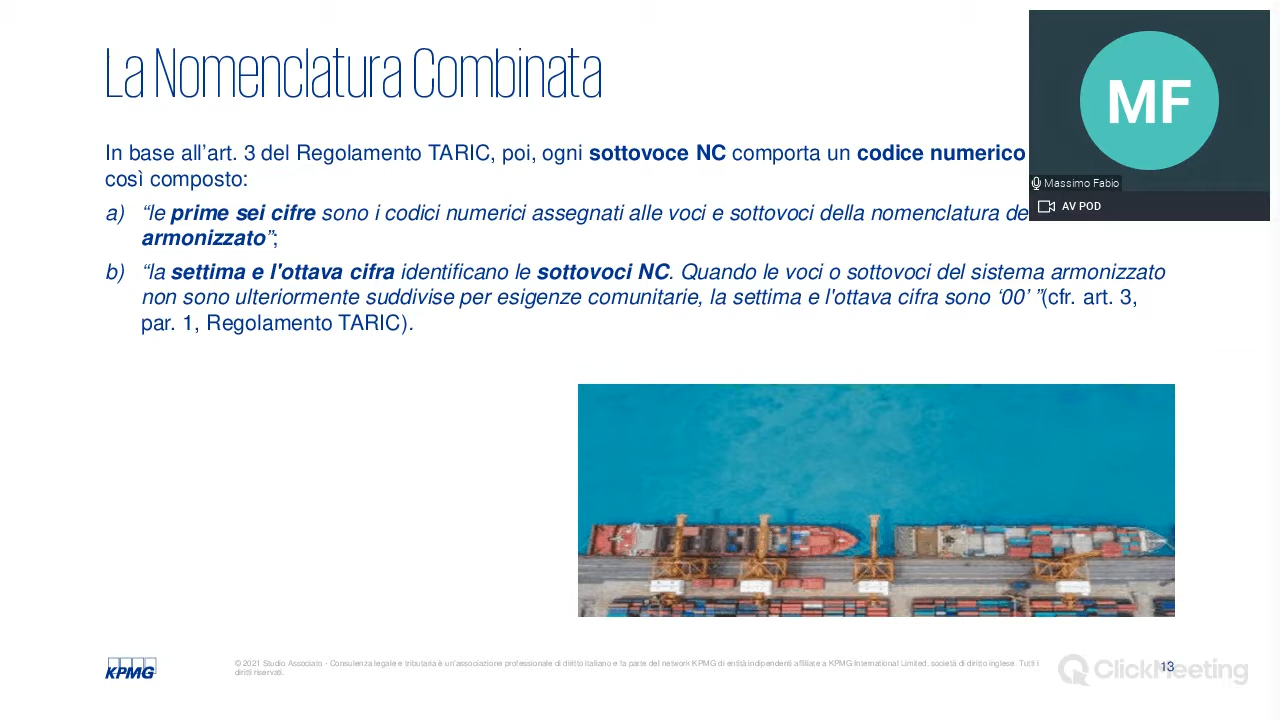 La Nomenclatura Combinata
MF
Massimo Fabio
AV POD
In base all’art. 3 del Regolamento TARIC, poi, ogni sottovoce NC comporta un codice numerico
così composto:
a) “le prime sei cifre sono i codici numerici assegnati alle voci e sottovoci della nomenclatura de
armonizzato”;
b) “la settima e l'ottava cifra identificano le sottovoci NC. Quando le voci o sottovoci del sistema armonizzato
non sono ulteriormente suddivise per esigenze comunitarie, la settima e l'ottava cifra sono ‘00’ ”(cfr. art. 3,
par. 1, Regolamento TARIC).
KPMG
© 2021 Studio Associato - Consulenza legale e tributaria è un'associazione professionale di diritto italiano e fa parte del network KPMG di entità indipendenti affiliate a KPMG International Limited, società di diritto inglese. Tutti i
diritti riservati.
13
ClickMeeting